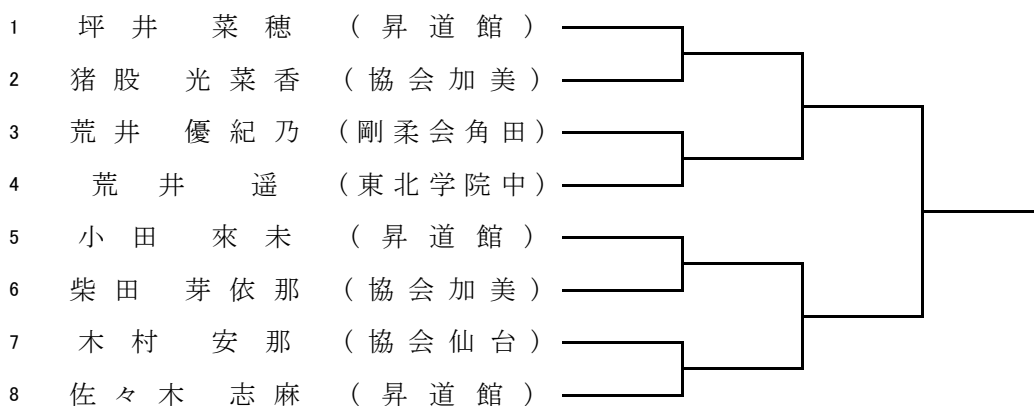 1 坪井 菜穂 (昇道館)
2 猪股 光菜香 (協会加美)
3 荒井 優紀乃 (剛柔会角田)
4 荒井 遥 (東北学院中)
5 小田 來未 (昇道館)
6 柴田 芽依那 (協会加美)
7 木村 安那 (協会仙台)
8 佐々木 志麻 (昇道館)